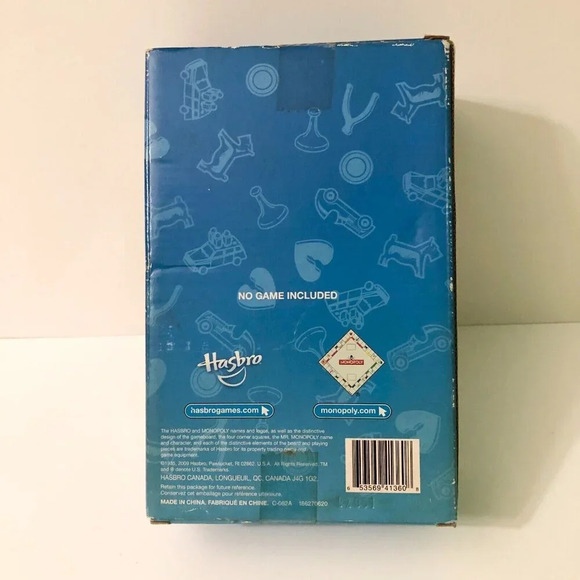 NO GAME INCLUDED
Hasbro
MONOPOLY
hasbrogames.com
monopoly.com
The HASBRO and MONOPOLY names and logos, as well as the distinctive
design of the gameboard, the four corner squares, the MR. MONOPOLY name
and character, and each of the distinctive elements of the board and playing
pieces are trademarks of Hasbro for its property trading game and
game equipment.
2009 Hasbro, Pawtucket, RI 02862. U.S.A. All Rights Reserved. TM
and ® denote U.S. Trademarks.
HASBRO CANADA, LONGUEUIL, QC, CANADA J4G 1G2.
Retain this package for future reference.
Conservez cet emballage pour référence ultérieure.
MADE IN CHINA. FABRIQUÉ EN CHINE.
6 53569 41360 8